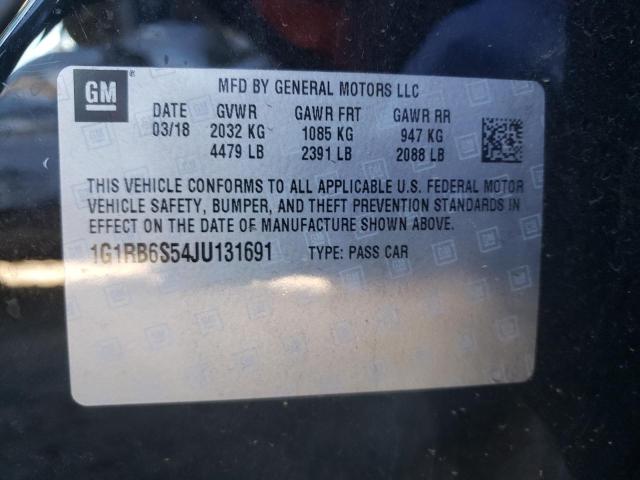 GM
MFD BY GENERAL MOTORS LLC
DATE GVWR GAWR FRT GAWR RR
03/18 2032 KG 1085 KG 947 KG
4479 LB 2391 LB 2088 LB
THIS VEHICLE CONFORMS TO ALL APPLICABLE U.S. FEDERAL MOTOR
VEHICLE SAFETY, BUMPER, AND THEFT PREVENTION STANDARDS IN
EFFECT ON THE DATE OF MANUFACTURE SHOWN ABOVE.
1G1RB6S54JU131691 TYPE: PASS CAR